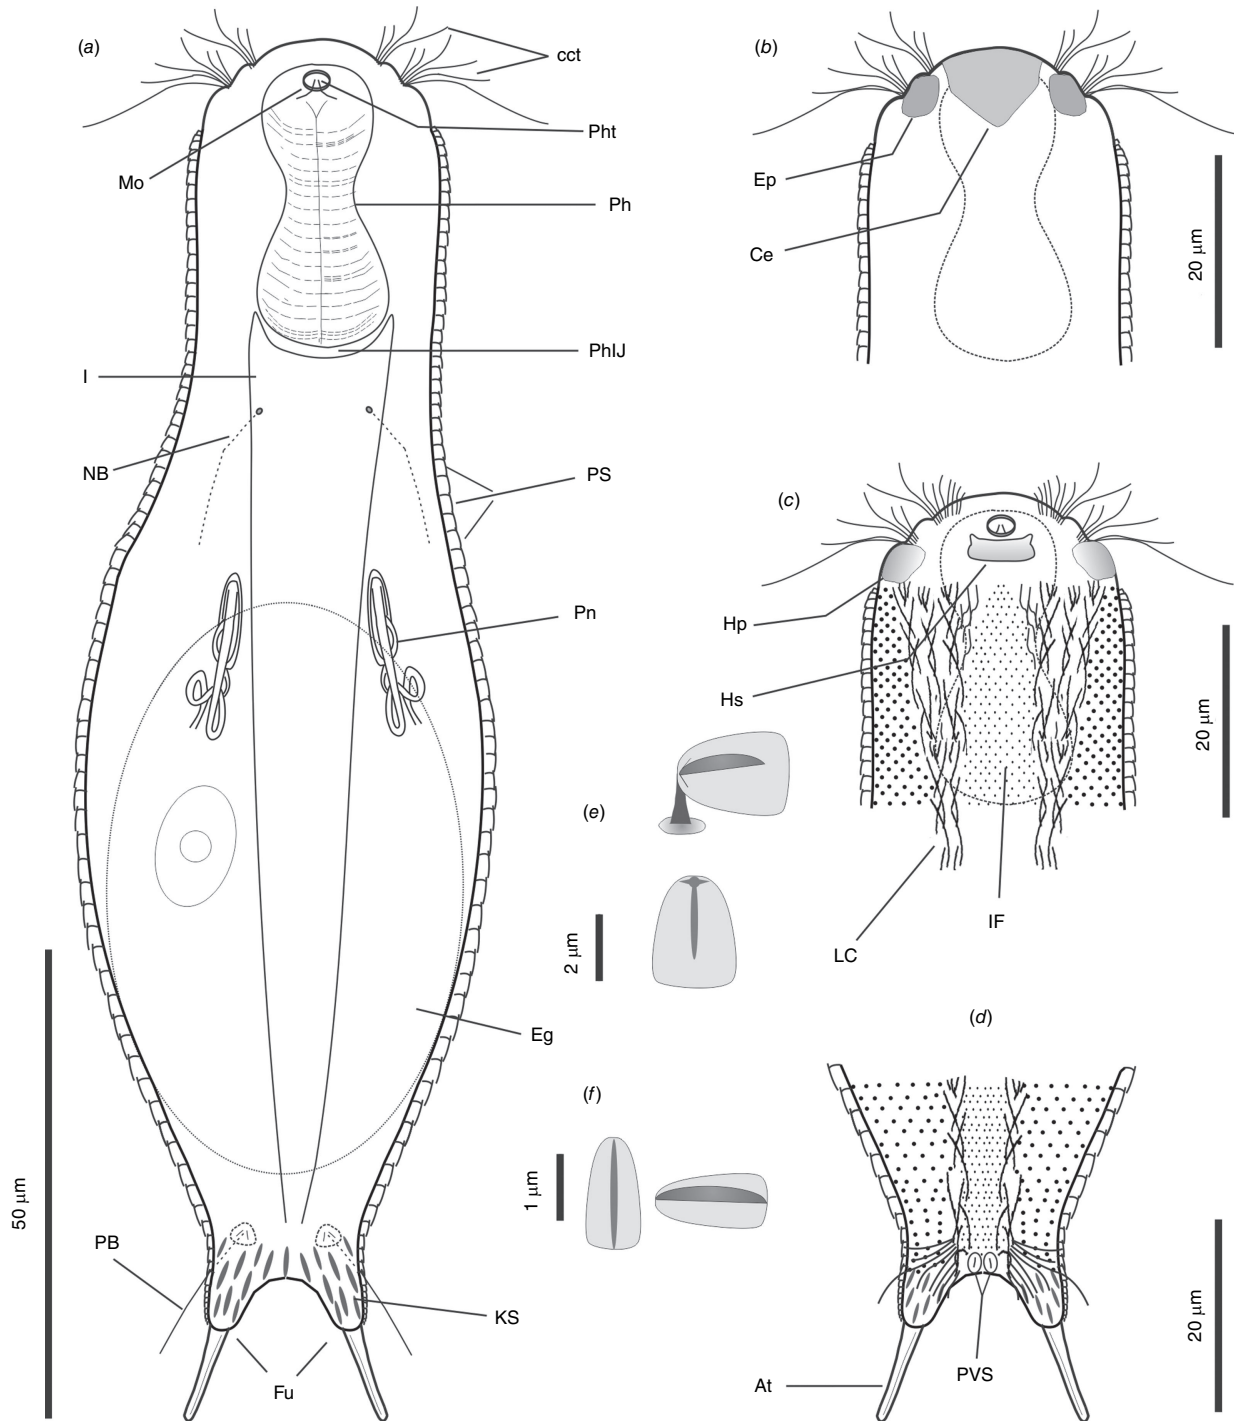 (a)
cct
Pht
Mo
Ph
PhIJ
I
NB
PS
Pn
Eg
50 µm
PB
KS
Fu
(b)
Ep
Ce
20 µm
(c)
Hp
Hs
20 µm
LC
IF
(e)
2 µm
(f)
1 µm
(d)
At
PVS
20 µm